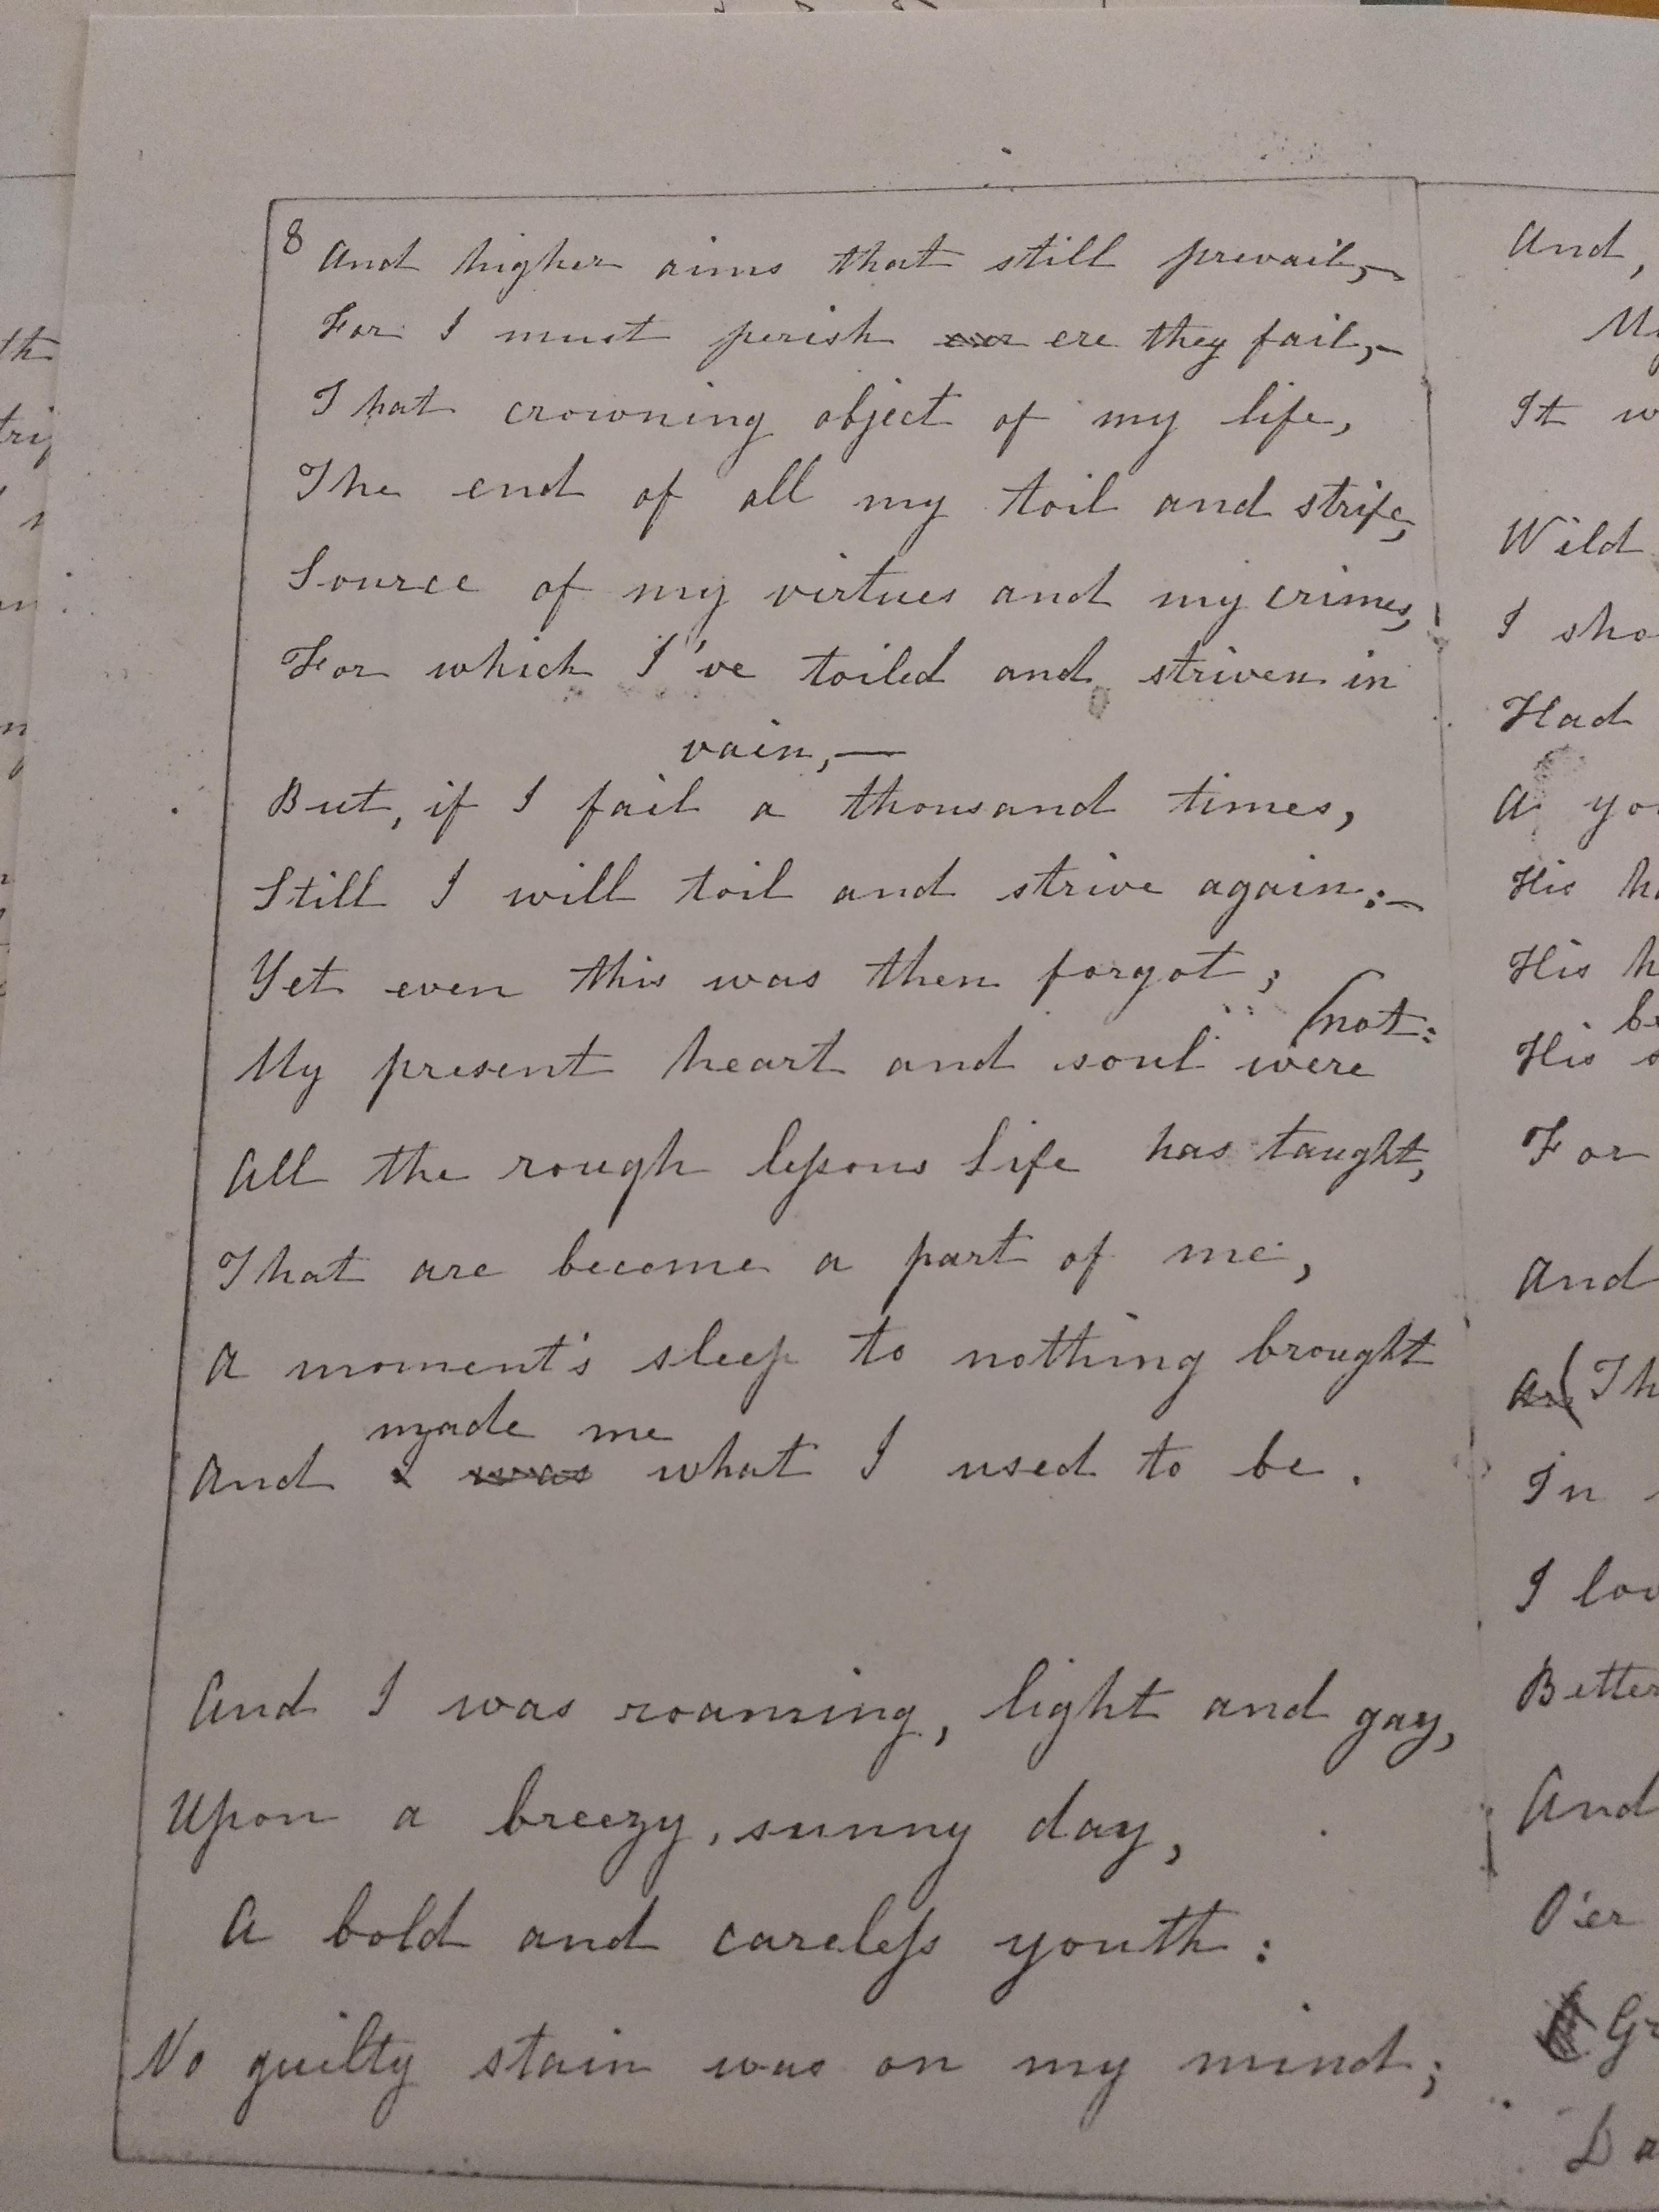 8 And higher aims that still prevail,—
For I must perish ere they fail,—
That crowning object of my life,
The end of all my toil and strife,
Source of my virtues and my crimes,
For which I've toiled and striven in
vain,—
But, if I fail a thousand times,
Still I will toil and strive again:—
Yet even this was then forgot;
(not:
My present heart and soul were
All the rough leſsons life has taught,
That are become a part of me,
A moment's sleep to nothing brought
made me
And I was what I used to be.
And I was roaming, light and gay,
Upon a breezy, sunny day,
A bold and careleſs youth:
No guilty stain was on my mind;
And,
My
It w
Wild
I sho
Had
A yo
His h
His h
be
His s
For
And
Th
In
I lov
Better
And
O'er
Gr